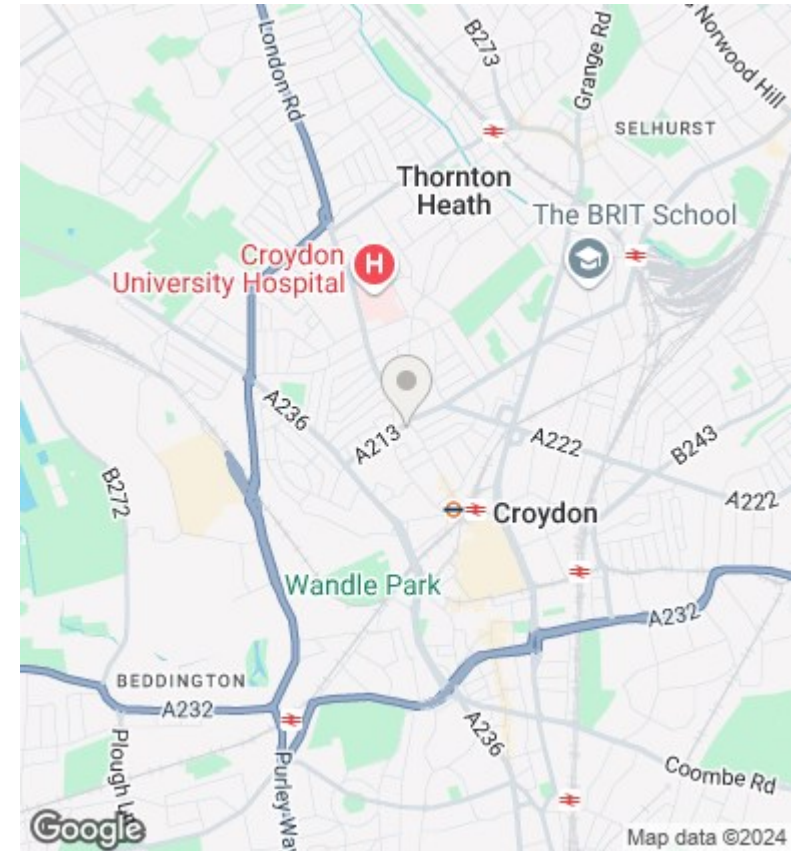 London Rd
B273
Grange Rd
Norwood Hill
SELHURST
Thornton
Heath
The BRIT School
Croydon
University Hospital
H
A236
A213
A222
B243
A222
B272
Croydon
Wandle Park
A232
BEDDINGTON
A232
A236
Plough
Purley Way
Coombe Rd
Google
Map data ©2024